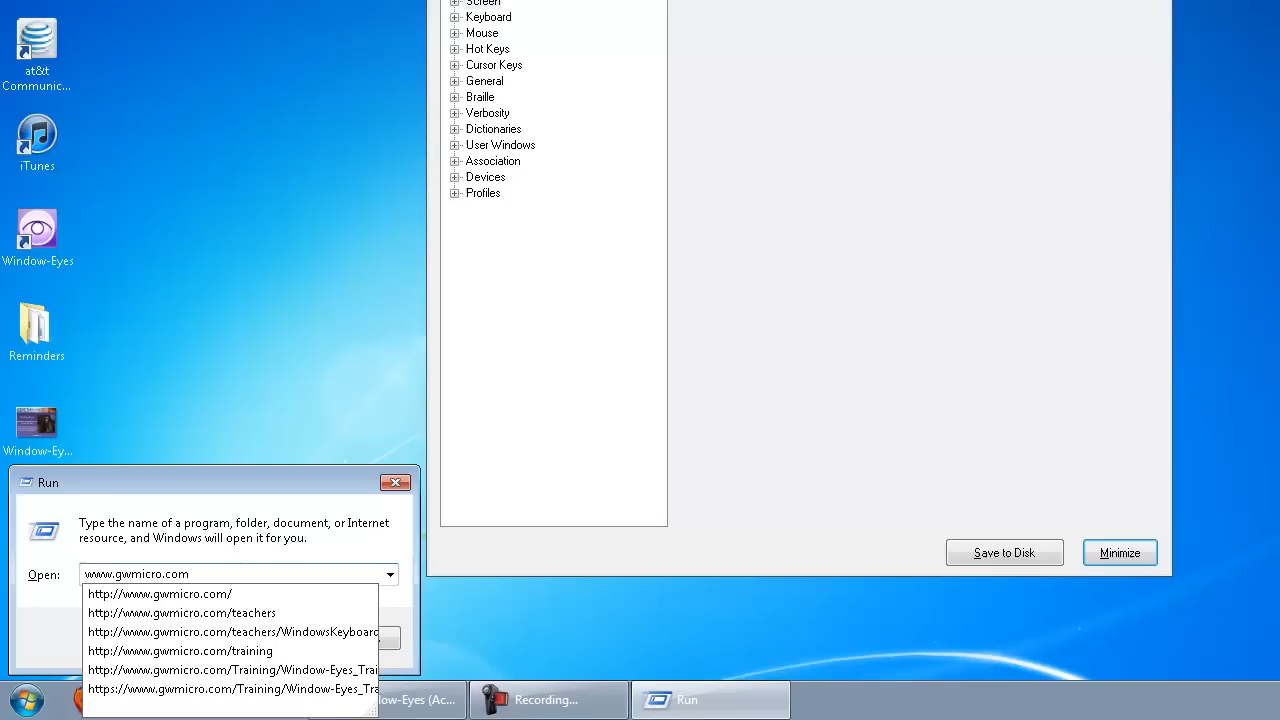 at&t
Communic...
iTunes
Window-Eyes
Reminders
Window-Ey...
Screen
Keyboard
Mouse
Hot Keys
Cursor Keys
General
Braille
Verbosity
Dictionaries
User Windows
Association
Devices
Profiles
Save to Disk
Minimize
Run
Type the name of a program, folder, document, or Internet
resource, and Windows will open it for you.
Open:
www.gwmicro.com
http://www.gwmicro.com/
http://www.gwmicro.com/teachers
http://www.gwmicro.com/teachers/WindowsKeyboard
http://www.gwmicro.com/training
http://www.gwmicro.com/Training/Window-Eyes_Trai
https://www.gwmicro.com/Training/Window-Eyes_Tra
low-Eyes (Ac...
Recording...
Run